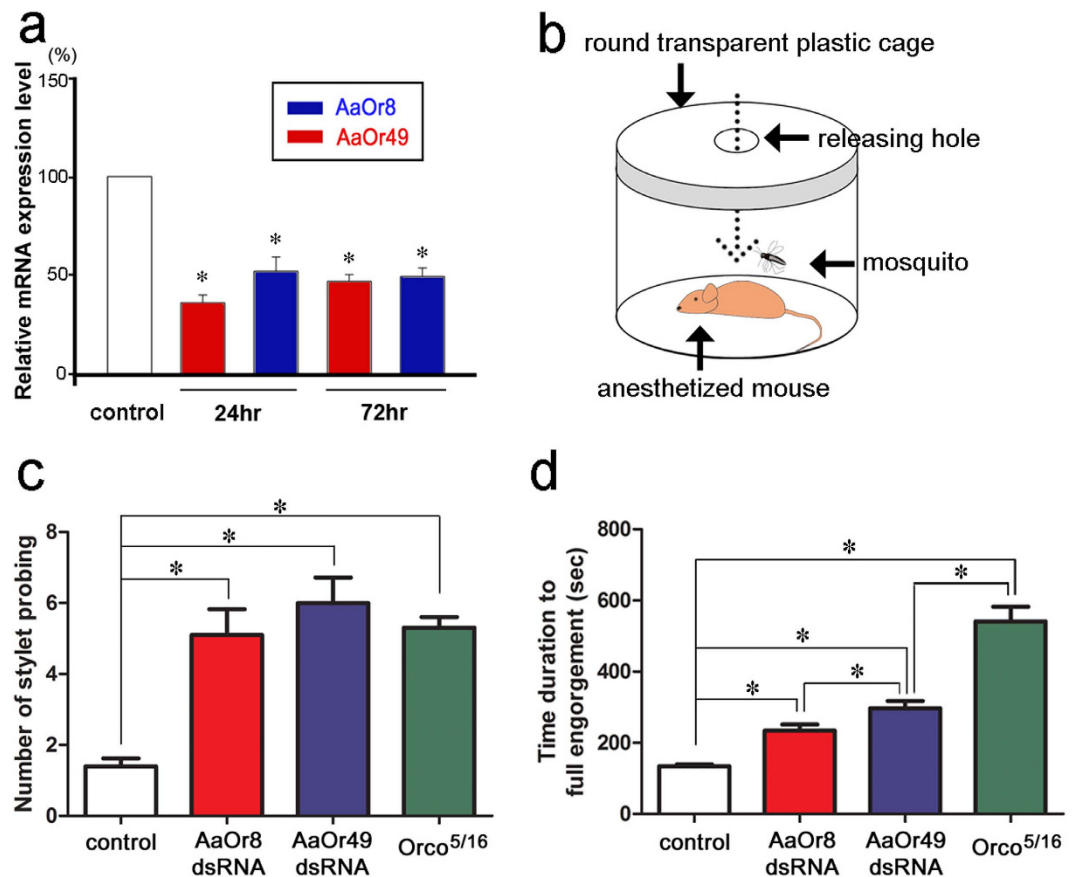 a
(%)
150
100
50
0
Relative mRNA expression level
AaOr8
AaOr49
*
*
*
*
control
24hr
72hr
b
round transparent plastic cage
releasing hole
mosquito
anesthetized mouse
c
Number of stylet probing
8
6
4
2
0
*
*
*
control
AaOr8
dsRNA
AaOr49
dsRNA
Orco5/16
d
Time duration to
full engorgement (sec)
800
600
400
200
0
*
*
*
*
*
control
AaOr8
dsRNA
AaOr49
dsRNA
Orco5/16